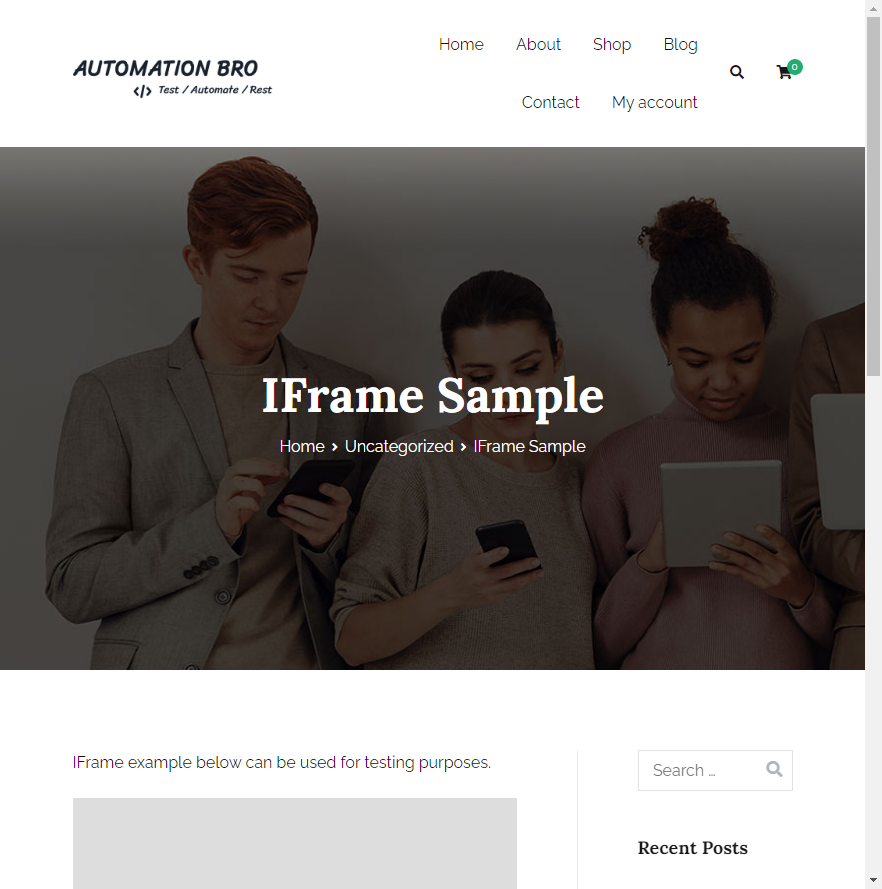 AUTOMATION BRO
</> Test / Automate / Rest
Home About Shop Blog
Contact My account
0
IFrame Sample
Home > Uncategorized > IFrame Sample
IFrame example below can be used for testing purposes.
Search ...
Recent Posts